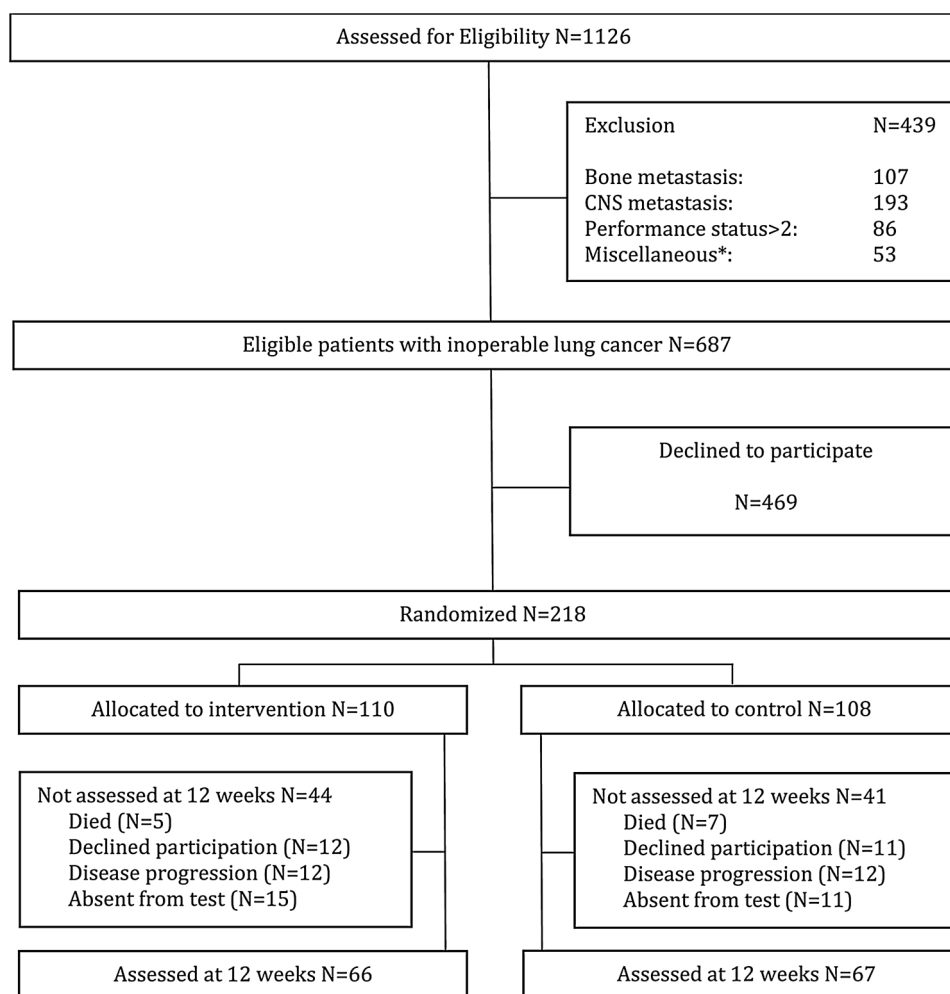 Assessed for Eligibility N=1126
Exclusion N=439
Bone metastasis: 107
CNS metastasis: 193
Performance status>2: 86
Miscellaneous*: 53
Eligible patients with inoperable lung cancer N=687
Declined to participate
N=469
Randomized N=218
Allocated to intervention N=110
Allocated to control N=108
Not assessed at 12 weeks N=44
Died (N=5)
Declined participation (N=12)
Disease progression (N=12)
Absent from test (N=15)
Not assessed at 12 weeks N=41
Died (N=7)
Declined participation (N=11)
Disease progression (N=12)
Absent from test (N=11)
Assessed at 12 weeks N=66
Assessed at 12 weeks N=67